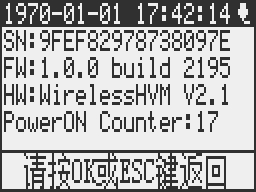 1970-01-01 17:42:14
SN:9FEF82978738097E
FW:1.0.0 build 2195
HW:WirelessHVM V2.1
PowerON Counter:17
请按OK或ESC键返回